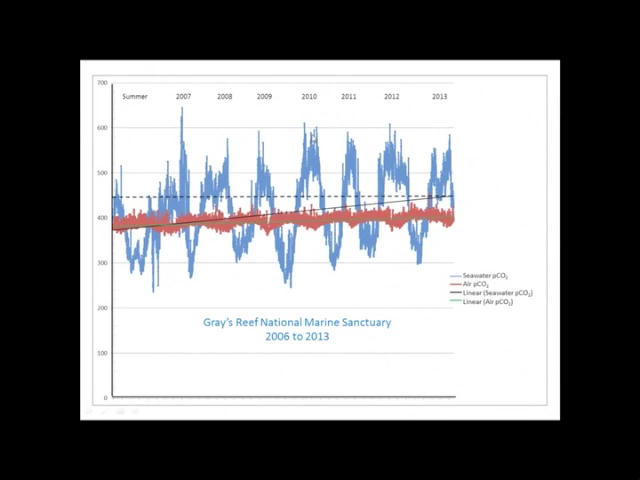 700
Summer 2007 2008 2009 2010 2011 2012 2013
600
500
400
300
200
100
0
Seawater pCO₂
Air pCO₂
Linear (Seawater pCO₂)
Linear (Air pCO₂)
Gray's Reef National Marine Sanctuary
2006 to 2013